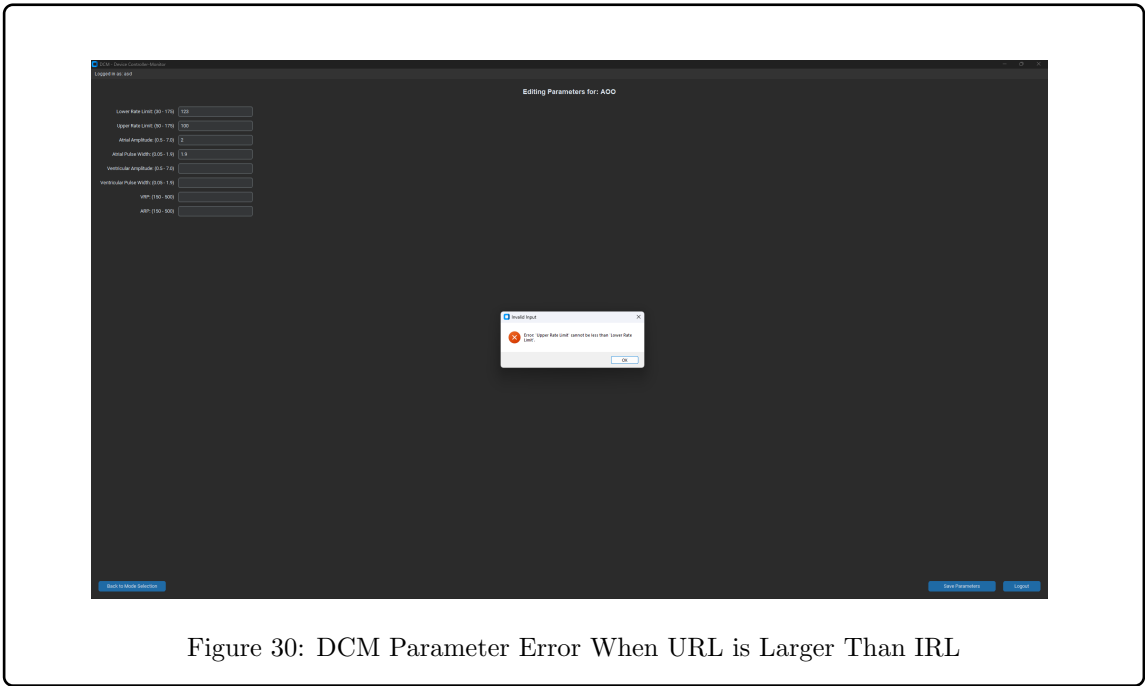 DCM - Device Controller-Monitor
Logged in as: asd
Editing Parameters for: AOO
Lower Rate Limit: (30 - 175) 123
Upper Rate Limit: (50 - 175) 100
Atrial Amplitude: (0.5 - 7.0) 2
Atrial Pulse Width: (0.05 - 1.9) 1.9
Ventricular Amplitude: (0.5 - 7.0)
Ventricular Pulse Width: (0.05 - 1.9)
VRP: (150 - 500)
ARP: (150 - 500)
Invalid Input
Error: 'Upper Rate Limit' cannot be less than 'Lower Rate
Limit'.
OK
Back to Mode Selection
Save Parameters
Logout
Figure 30: DCM Parameter Error When URL is Larger Than IRL